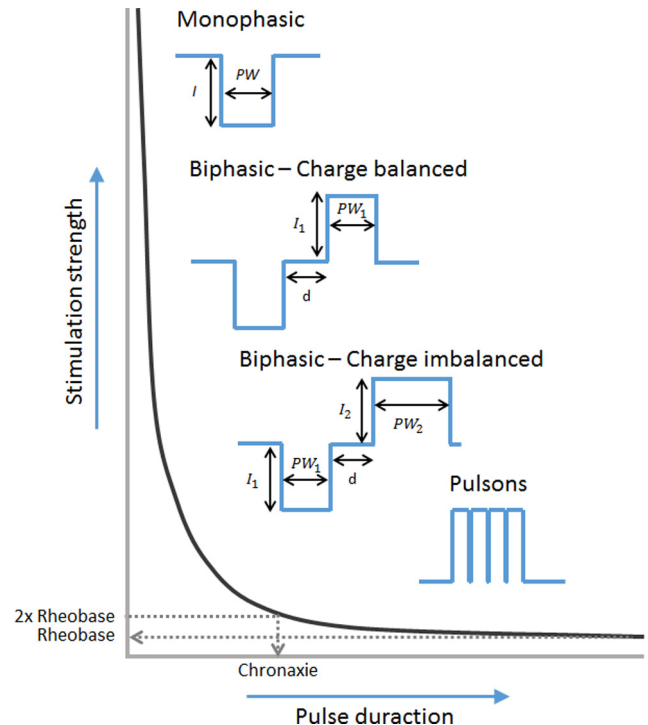 Monophasic
I
PW
Biphasic – Charge balanced
I₁
PW₁
d
Biphasic – Charge imbalanced
I₂
PW₂
I₁
PW₁
d
Pulsons
Stimulation strength
2x Rheobase
Rheobase
Chronaxie
Pulse duraction